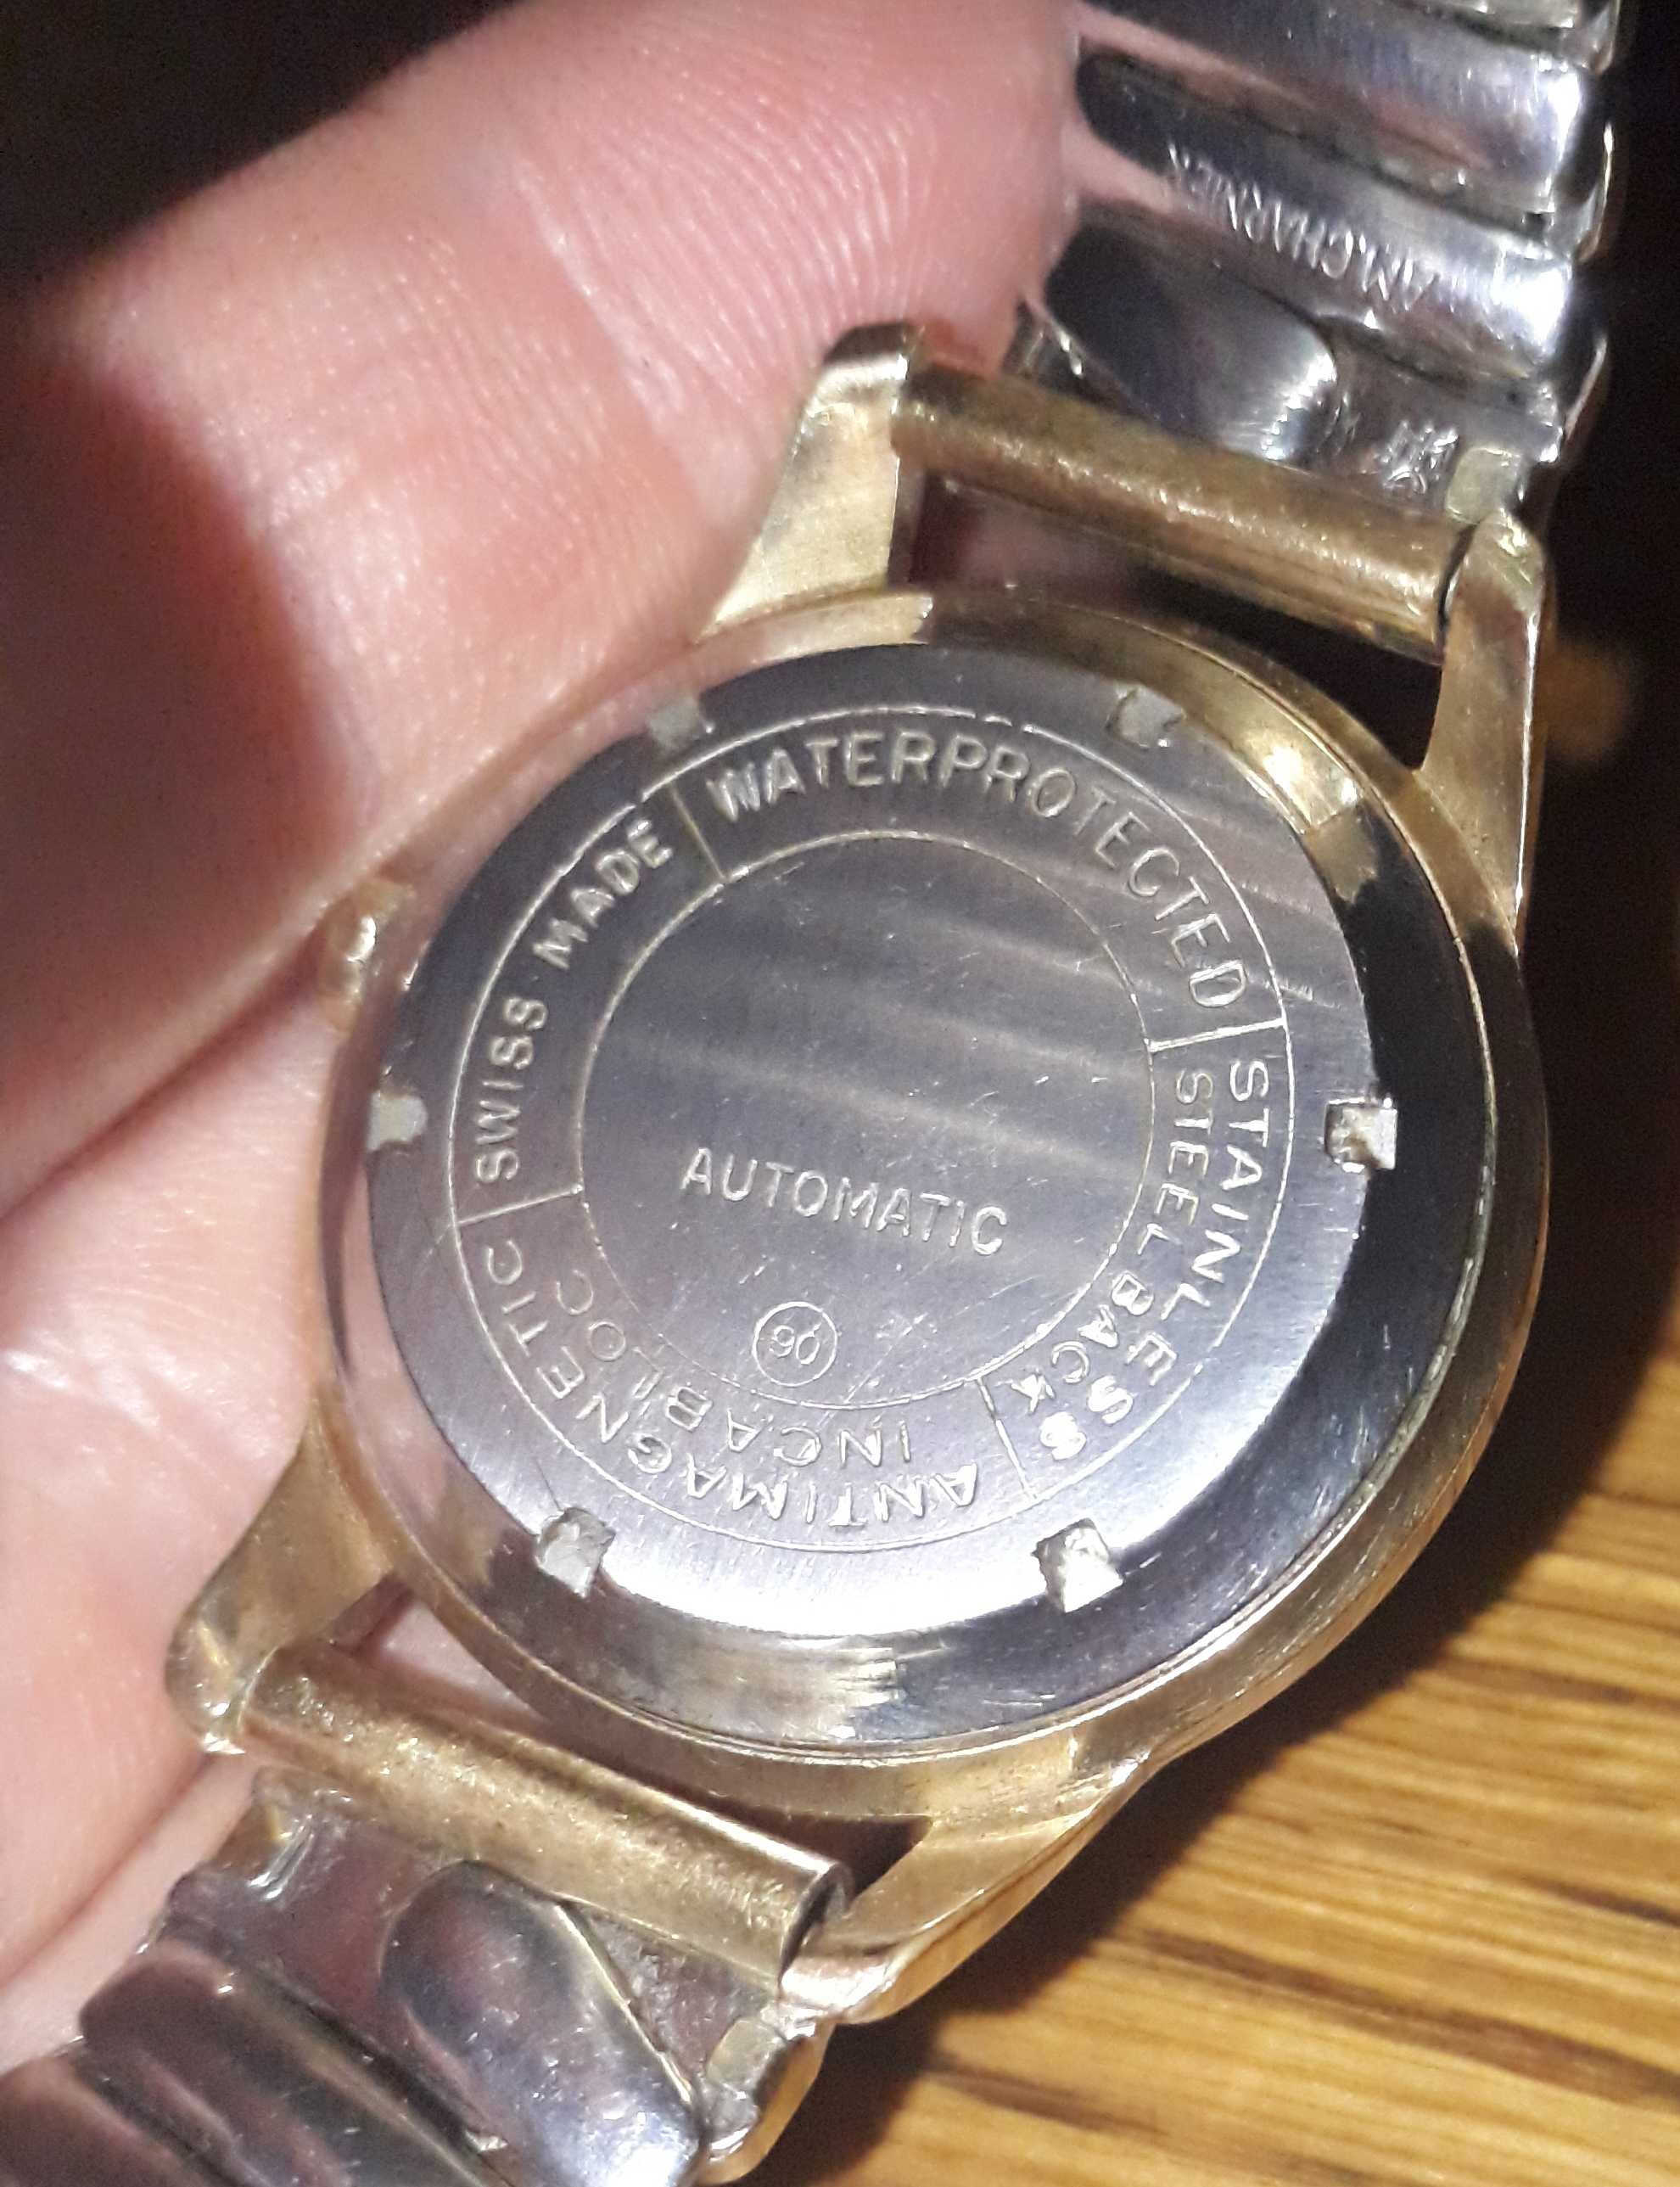 WATERPROTECTED
STAINLESS
STEEL BACK
ANTIMAGNETIC
INCABLOC
SWISS MADE
AUTOMATIC
90